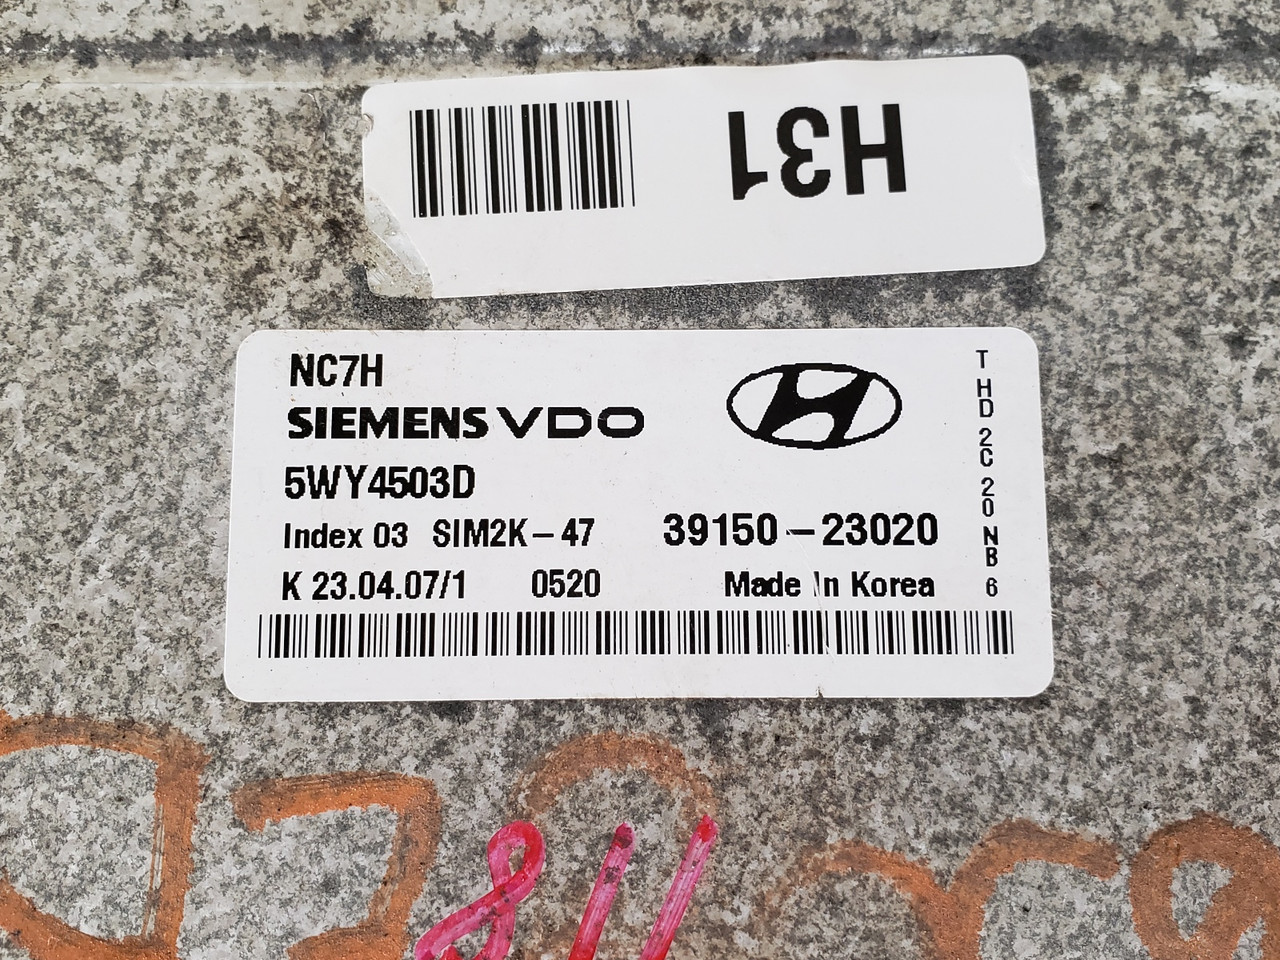 H31
NC7H
SIEMENS VDO
5WY4503D
Index 03 SIM2K-47
39150-23020
K 23.04.07/1 0520 Made In Korea
T HD 2C 20 NB 6
811